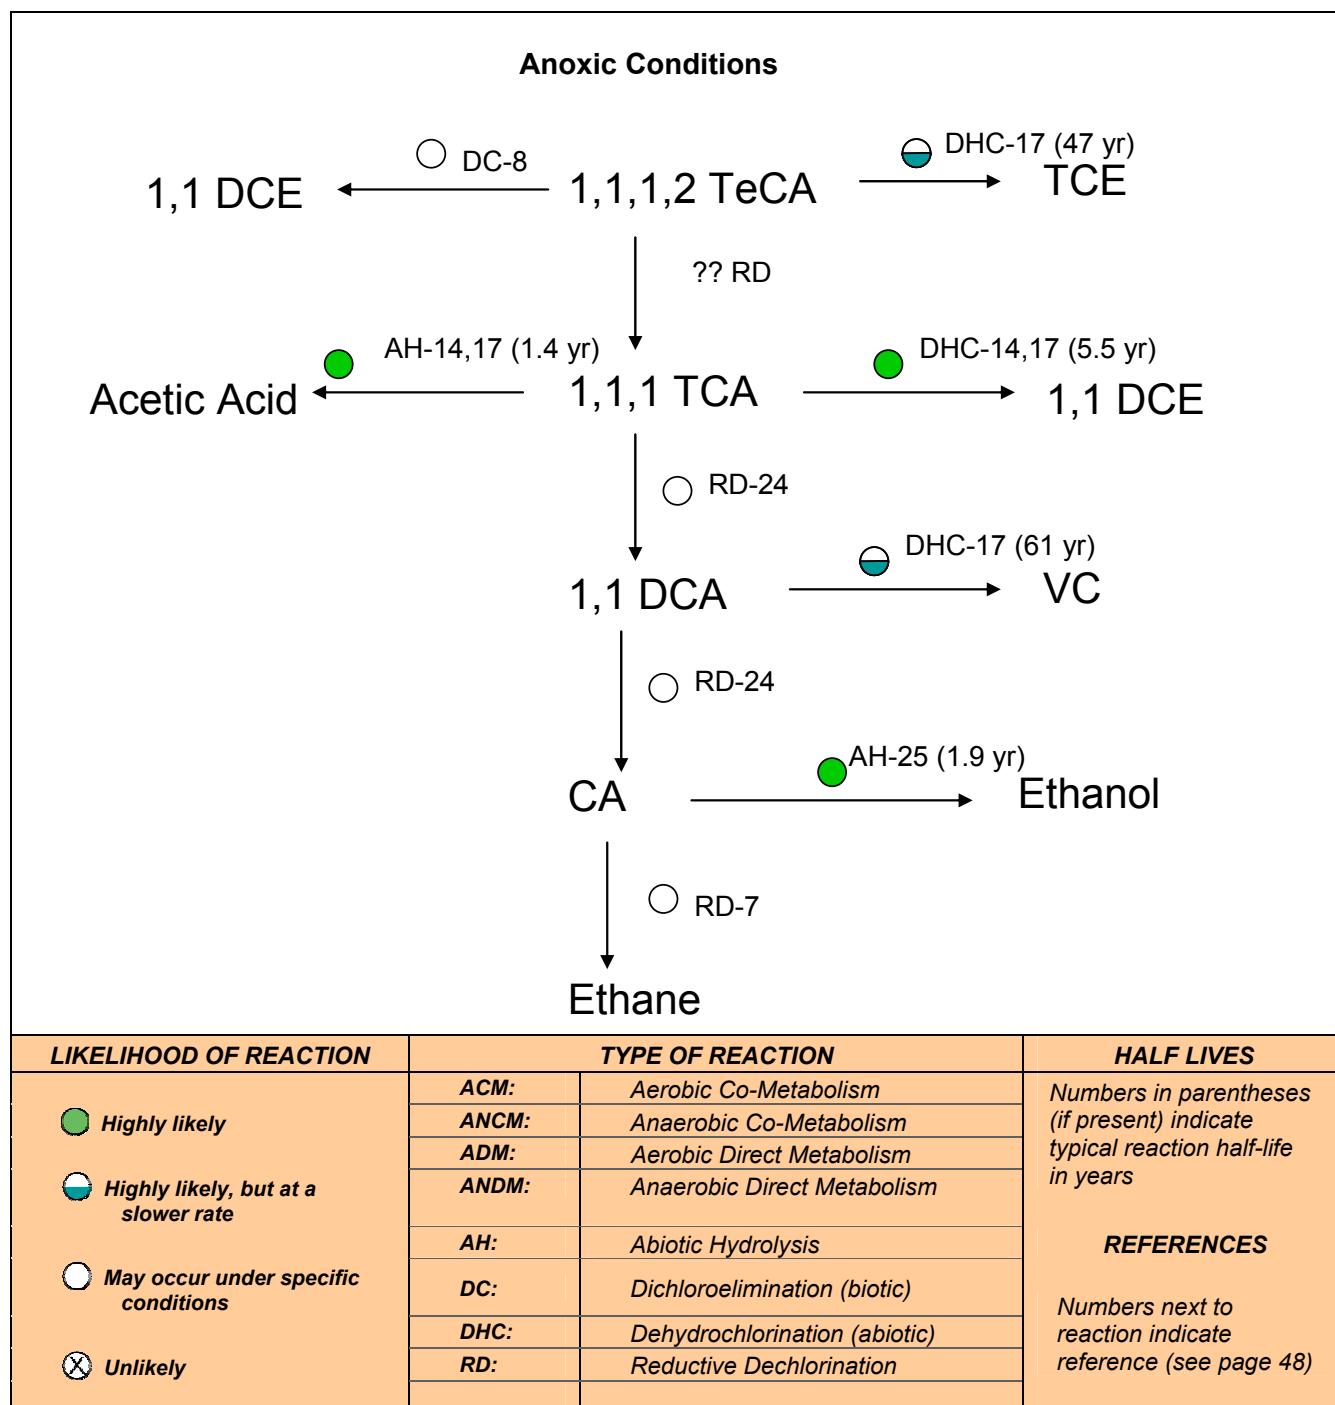 Anoxic Conditions
DC-8
DHC-17 (47 yr)
1,1 DCE
1,1,1,2 TeCA
TCE
?? RD
AH-14,17 (1.4 yr)
DHC-14,17 (5.5 yr)
Acetic Acid
1,1,1 TCA
1,1 DCE
RD-24
DHC-17 (61 yr)
1,1 DCA
VC
RD-24
AH-25 (1.9 yr)
CA
Ethanol
RD-7
Ethane
LIKELIHOOD OF REACTION
Highly likely
Highly likely, but at a
slower rate
May occur under specific
conditions
X Unlikely
TYPE OF REACTION
ACM: Aerobic Co-Metabolism
ANCM: Anaerobic Co-Metabolism
ADM: Aerobic Direct Metabolism
ANDM: Anaerobic Direct Metabolism
AH: Abiotic Hydrolysis
DC: Dichloroelimination (biotic)
DHC: Dehydrochlorination (abiotic)
RD: Reductive Dechlorination
HALF LIVES
Numbers in parentheses
(if present) indicate
typical reaction half-life
in years
REFERENCES
Numbers next to
reaction indicate
reference (see page 48)